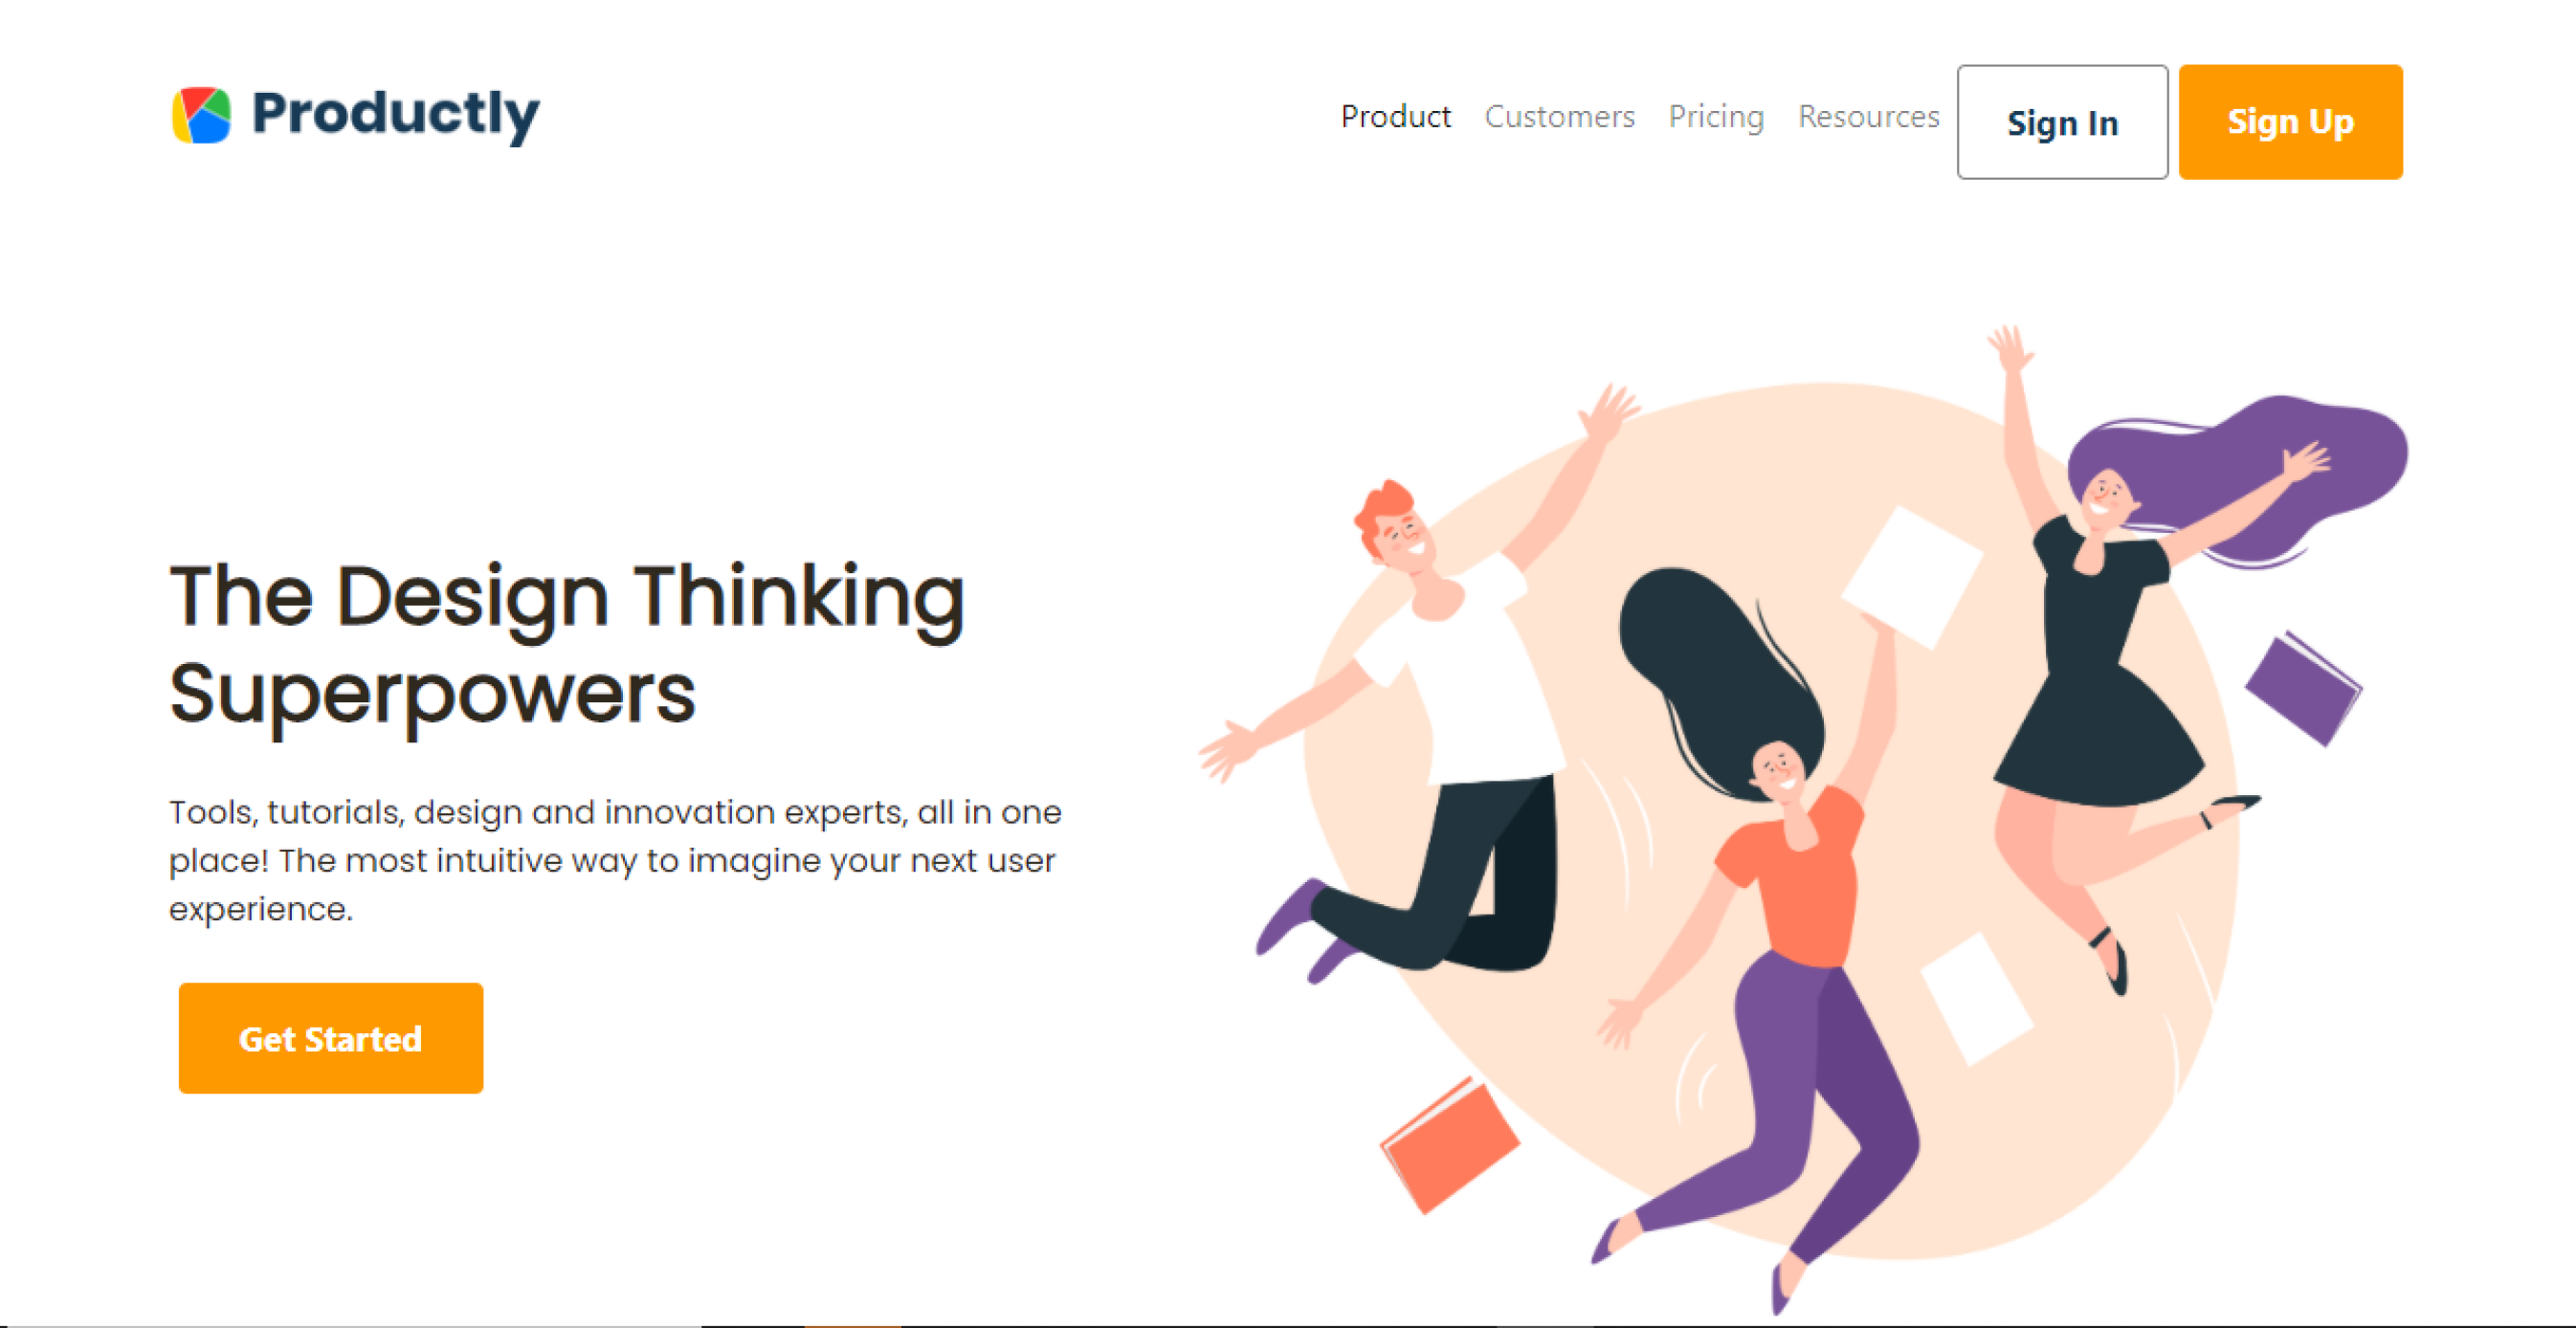 Productly
Product Customers Pricing Resources Sign In Sign Up
The Design Thinking
Superpowers
Tools, tutorials, design and innovation experts, all in one
place! The most intuitive way to imagine your next user
experience.
Get Started